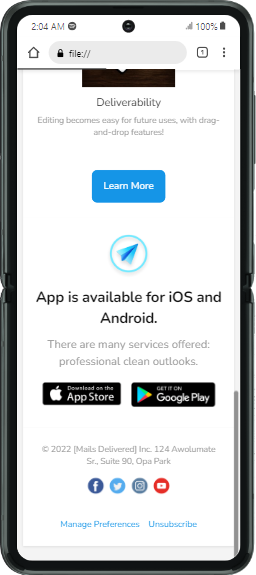 2:04 AM
100%
file://
1
Deliverability
Editing becomes easy for future uses, with drag-
and-drop features!
Learn More
App is available for iOS and
Android.
There are many services offered:
professional clean outlooks.
Download on the
App Store
GET IT ON
Google Play
© 2022 [Mails Delivered] Inc. 124 Awolumate
Sr., Suite 90, Opa Park
Manage Preferences Unsubscribe